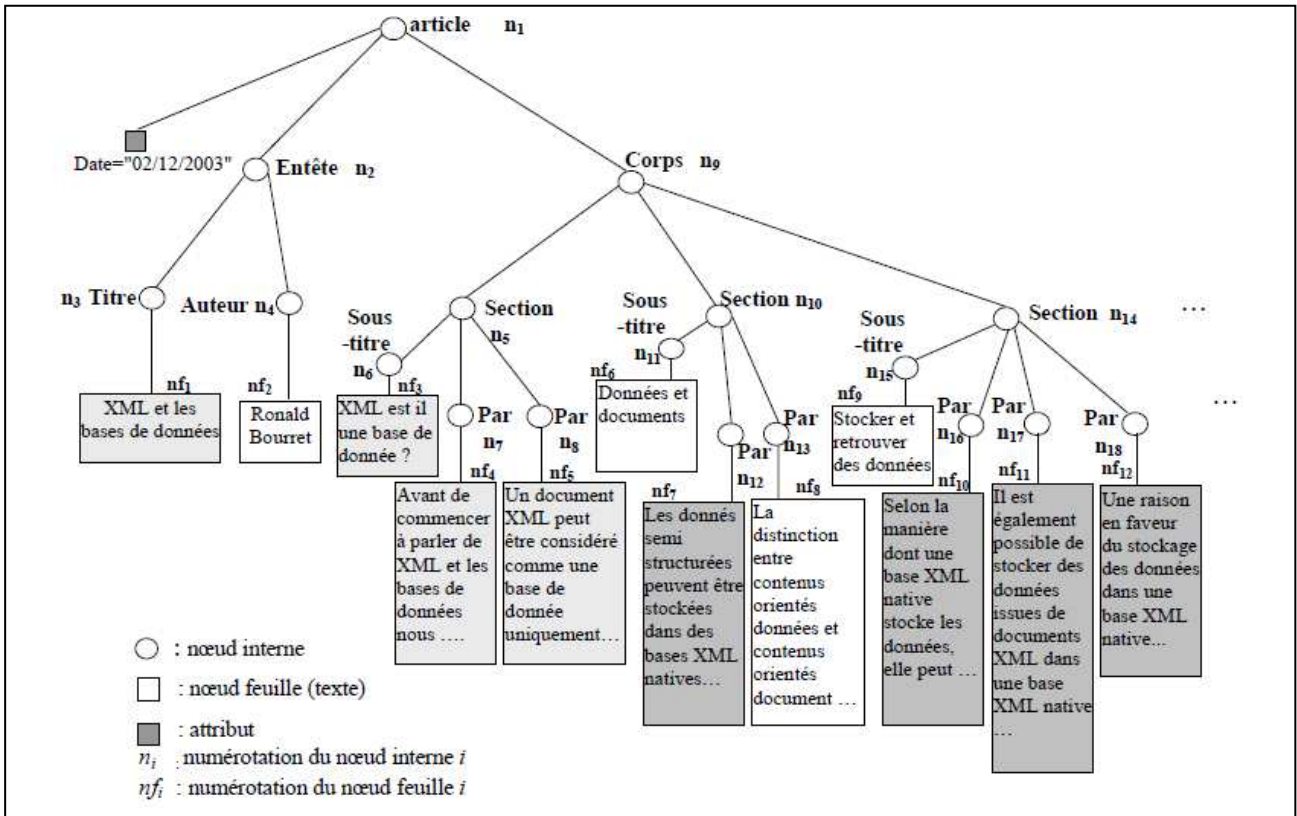 article n1
Date="02/12/2003"
Entête n2
Corps n9
n3 Titre
Auteur n4
Sous
-titre
n6
Section
n5
Sous
-titre
n11
Section n10
Sous
-titre
n15
Section n14
…
nf1
XML et les
bases de données
nf2
Ronald
Bourret
nf3
XML est il
une base de
donnée ?
Par
n7
nf4
Avant de
commencer
à parler de
XML et les
bases de
données
nous ….
Par
n8
nf5
Un document
XML peut
être considéré
comme une
base de
donnée
uniquement…
nf6
Données et
documents
Par
n12
nf7
Les donnés
semi
structurées
peuvent être
stockées
dans des
bases XML
natives…
Par
n13
nf8
La
distinction
entre
contenus
orientés
données et
contenus
orientés
document …
nf9
Stocker et
retrouver
des données
Par
n16
nf10
Selon la
manière
dont une
base XML
native
stocke les
données,
elle peut …
Par
n17
nf11
Il est
également
possible de
stocker des
données
issues de
documents
XML dans
une base
XML native
…
Par
n18
nf12
Une raison
en faveur
du stockage
des données
dans une
base XML
native...
…
: nœud interne
: nœud feuille (texte)
: attribut
ni : numérotation du nœud interne i
nfi : numérotation du nœud feuille i